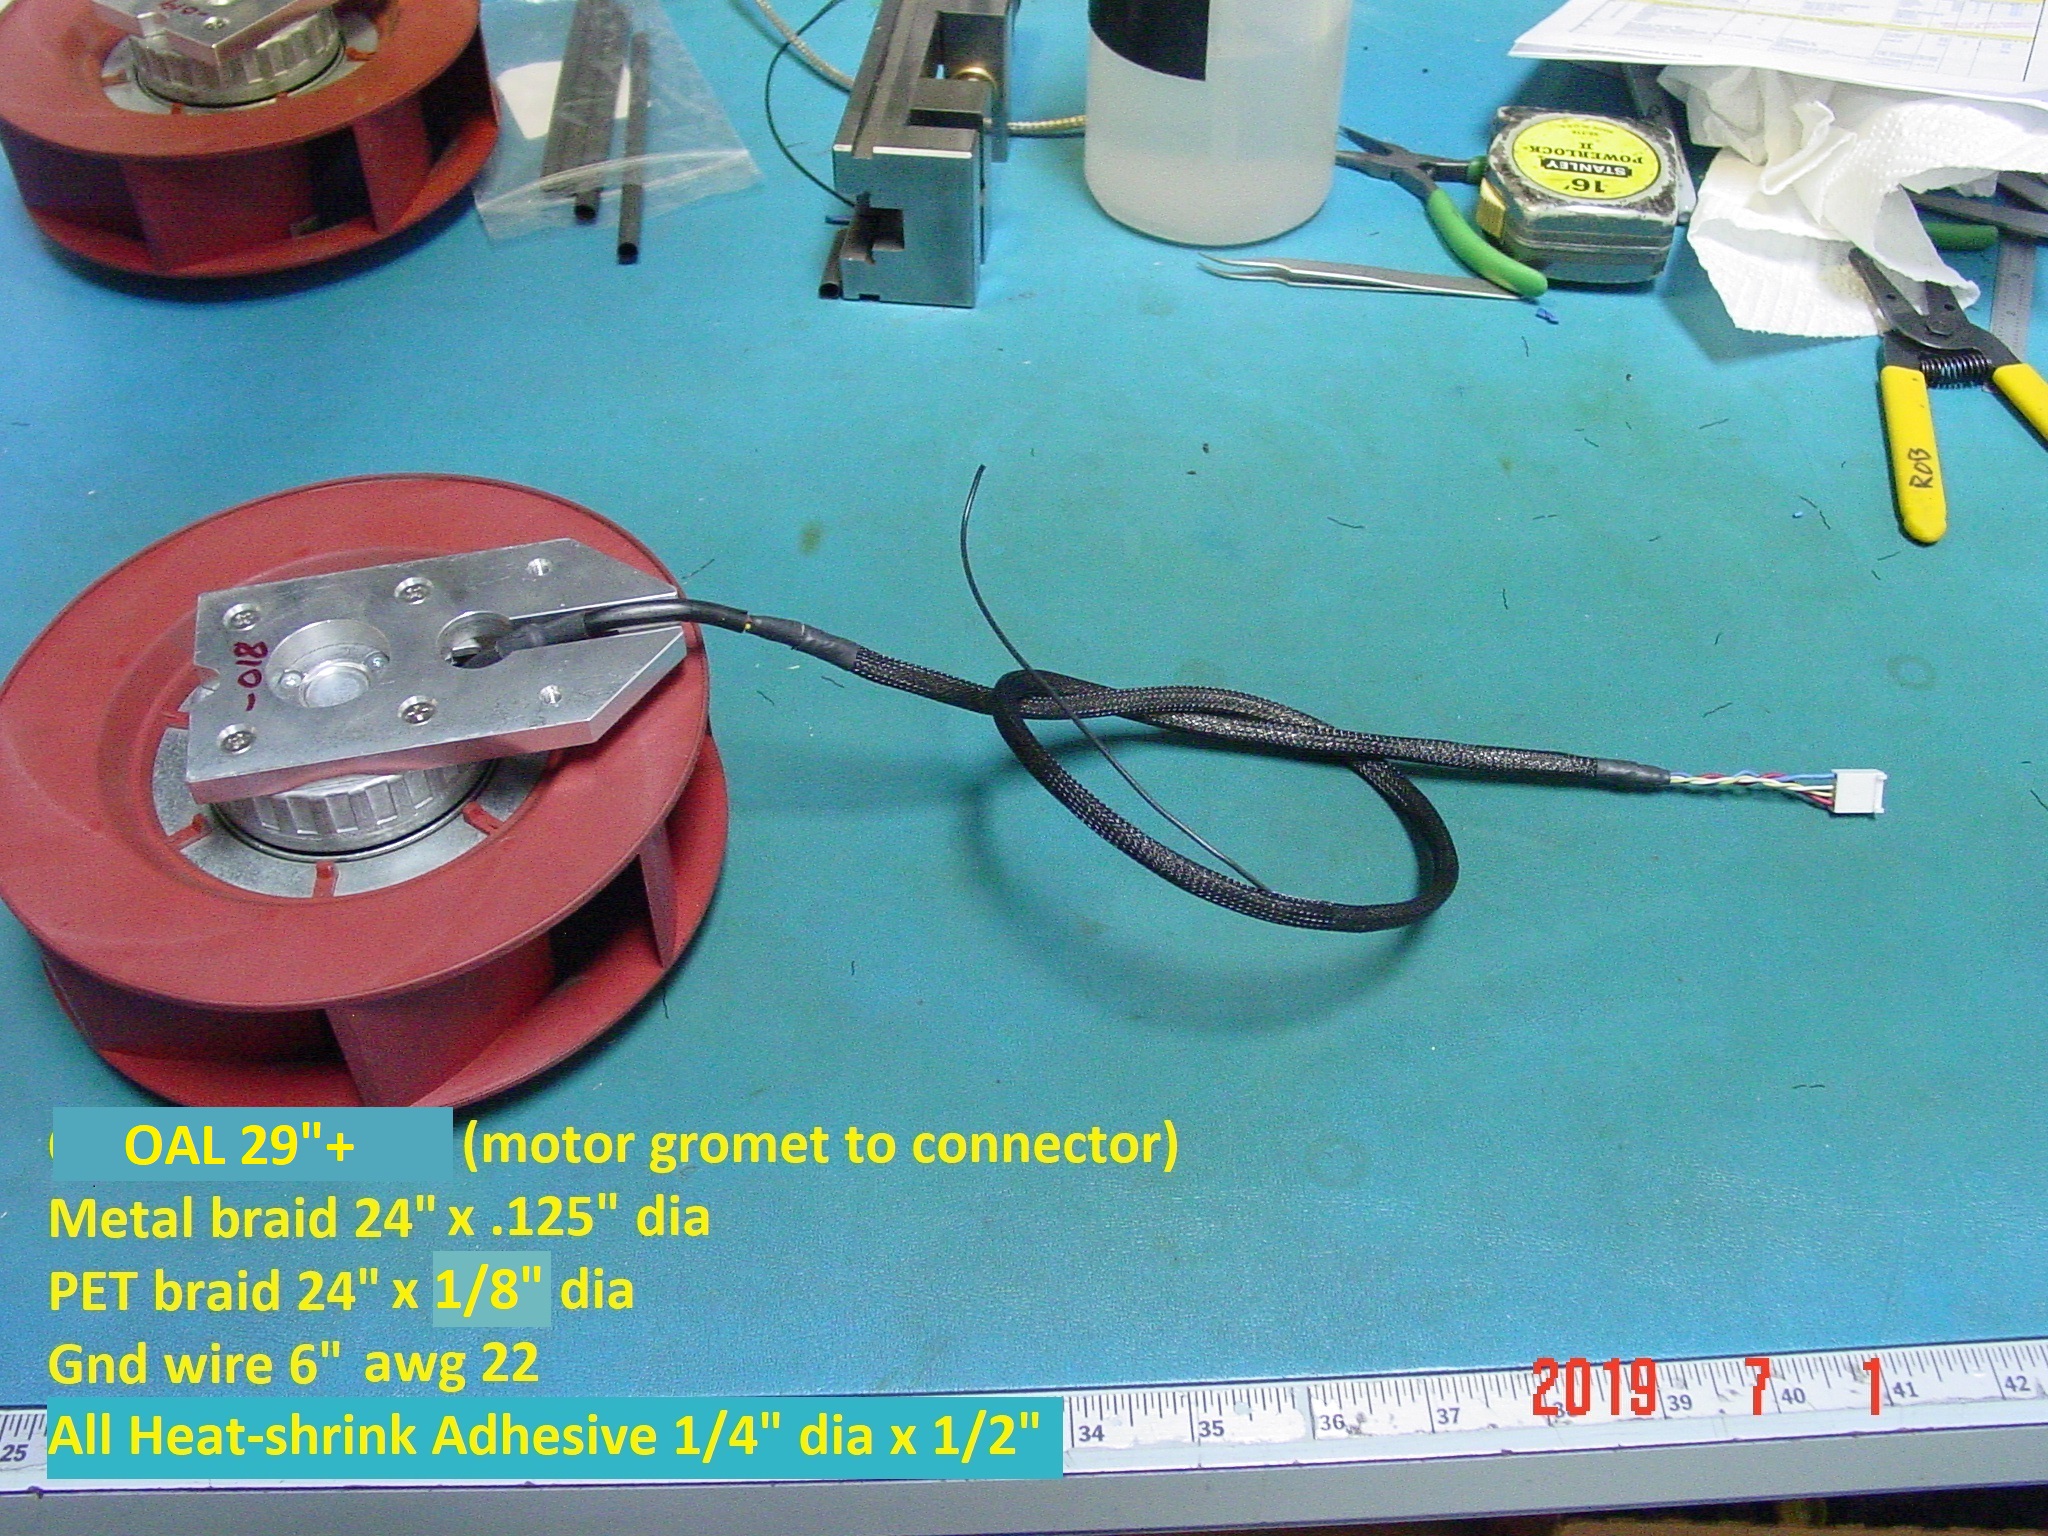 16'
STANLEY
POWERLOCK
II
ROB
-018
OAL 29"+ (motor gromet to connector)
Metal braid 24" x .125" dia
PET braid 24" x 1/8" dia
Gnd wire 6" awg 22
All Heat-shrink Adhesive 1/4" dia x 1/2"
2019 7 1
25 34 35 36 37 38 39 40 41 42